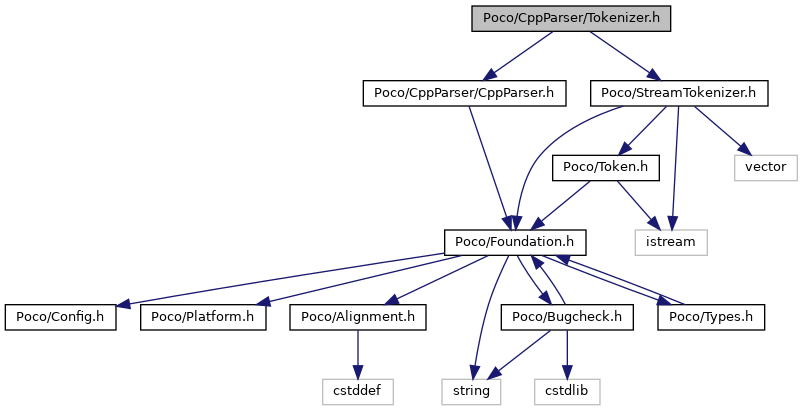 Poco/CppParser/Tokenizer.h
Poco/CppParser/CppParser.h
Poco/StreamTokenizer.h
Poco/Token.h
vector
Poco/Foundation.h
istream
Poco/Config.h
Poco/Platform.h
Poco/Alignment.h
Poco/Bugcheck.h
Poco/Types.h
cstddef
string
cstdlib